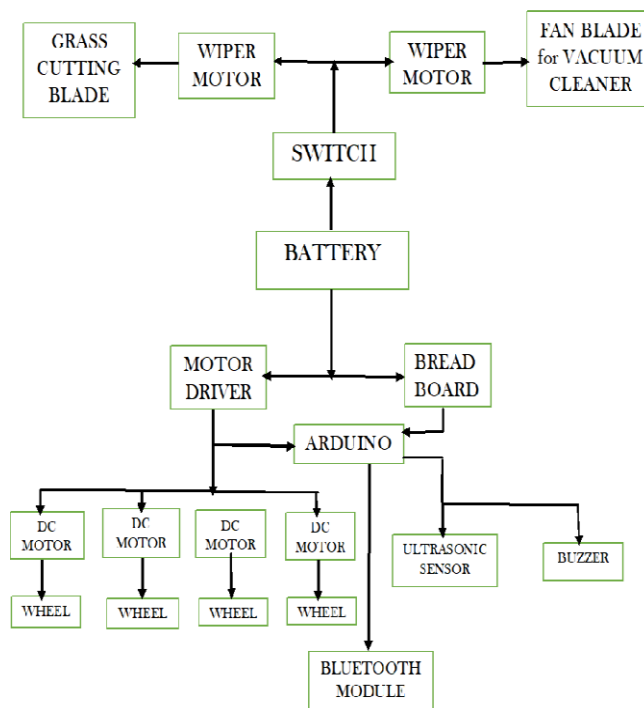 GRASS
CUTTING
BLADE
WIPER
MOTOR
WIPER
MOTOR
FAN BLADE
for VACUUM
CLEANER
SWITCH
BATTERY
MOTOR
DRIVER
BREAD
BOARD
ARDUINO
DC
MOTOR
DC
MOTOR
DC
MOTOR
DC
MOTOR
ULTRASONIC
SENSOR
BUZZER
WHEEL
WHEEL
WHEEL
WHEEL
BLUETOOTH
MODULE